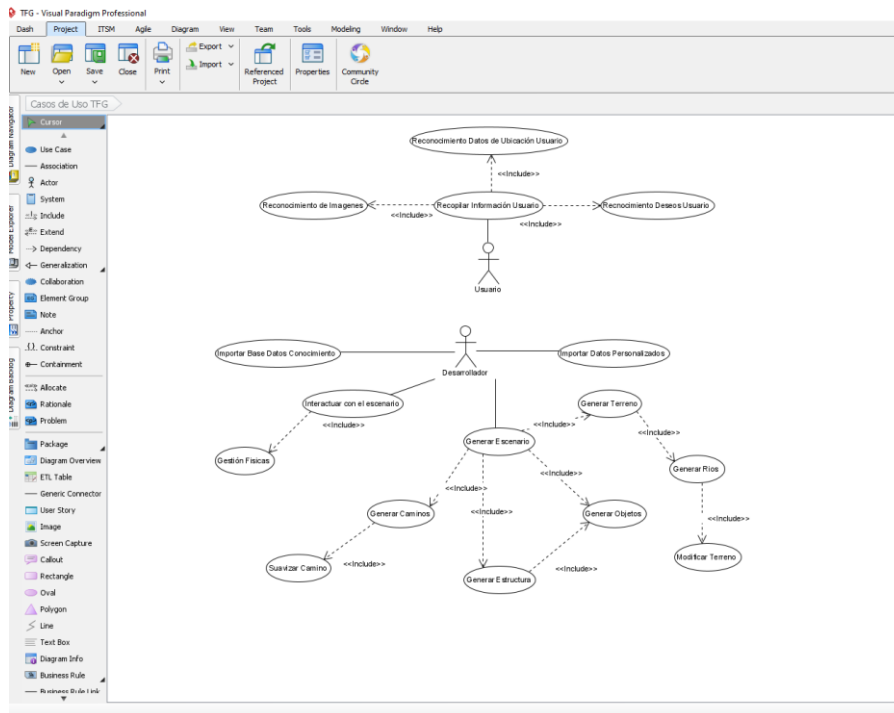 TFG - Visual Paradigm Professional
Dash Project ITSM Agile Diagram View Team Tools Modeling Window Help
New Open Save Close Print Export Import Referenced Project Properties Community Circle
Casos de Uso TFG
Diagram Navigator
Model Explorer
Property
Diagram Backlog
Cursor
Use Case
Association
Actor
System
Include
Extend
Dependency
Generalization
Collaboration
Element Group
Note
Anchor
Constraint
Containment
Allocate
Rationale
Problem
Package
Diagram Overview
ETL Table
Generic Connector
User Story
Image
Screen Capture
Callout
Rectangle
Oval
Polygon
Line
Text Box
Diagram Info
Business Rule
Business Rule Link
Reconocimiento Datos de Ubicación Usuario
<<Include>>
Reconocimiento de Imagenes
<<Include>>
Recopilar Información Usuario
<<Include>>
Recnocimiento Deseos Usuario
Usuario
Importar Base Datos Conocimiento
Importar Datos Personalizados
Desarrollador
Interactuar con el escenario
Generar Terreno
<<Include>>
<<Include>>
<<Include>>
Generar Escenario
Gestión Fisicas
Generar Rios
<<Include>>
<<Include>>
Generar Caminos
<<Include>>
Generar Objetos
<<Include>>
Modificar Terreno
Suavizar Camino
<<Include>>
<<Include>>
Generar Estructura